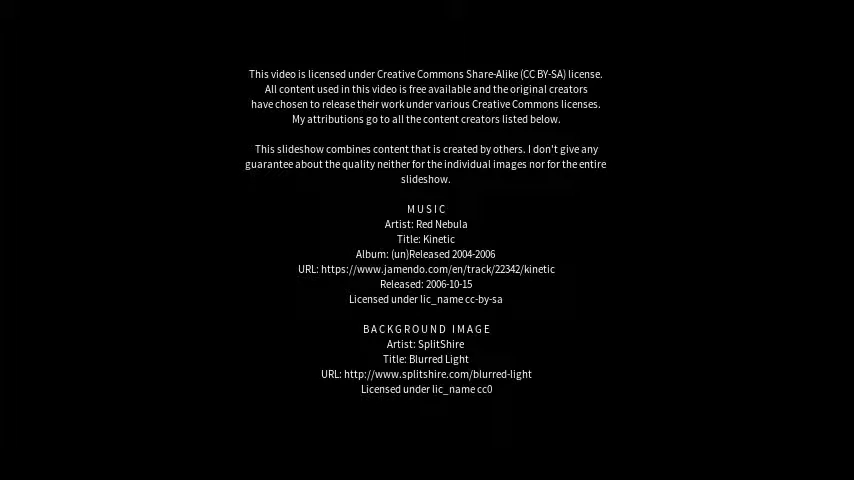 This video is licensed under Creative Commons Share-Alike (CC BY-SA) license.
All content used in this video is free available and the original creators
have chosen to release their work under various Creative Commons licenses.
My attributions go to all the content creators listed below.
This slideshow combines content that is created by others. I don't give any
guarantee about the quality neither for the individual images nor for the entire
slideshow.
MUSIC
Artist: Red Nebula
Title: Kinetic
Album: (un)Released 2004-2006
URL: https://www.jamendo.com/en/track/22342/kinetic
Released: 2006-10-15
Licensed under lic_name cc-by-sa
BACKGROUND IMAGE
Artist: SplitShire
Title: Blurred Light
URL: http://www.splitshire.com/blurred-light
Licensed under lic_name cc0